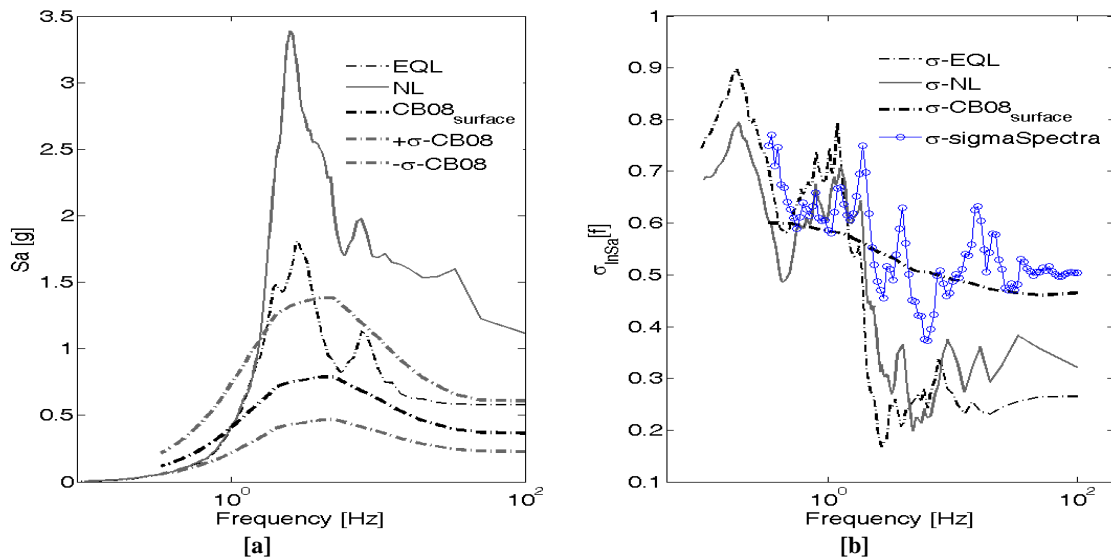 3.5
3
2.5
2
1.5
1
0.5
0
Sa [g]
EQL
NL
CB08surface
+σ-CB08
-σ-CB08
10⁰
10²
Frequency [Hz]
[a]
1
0.9
0.8
0.7
0.6
0.5
0.4
0.3
0.2
0.1
σlnSa[f]
σ-EQL
σ-NL
σ-CB08surface
σ-sigmaSpectra
10⁰
10²
Frequency [Hz]
[b]